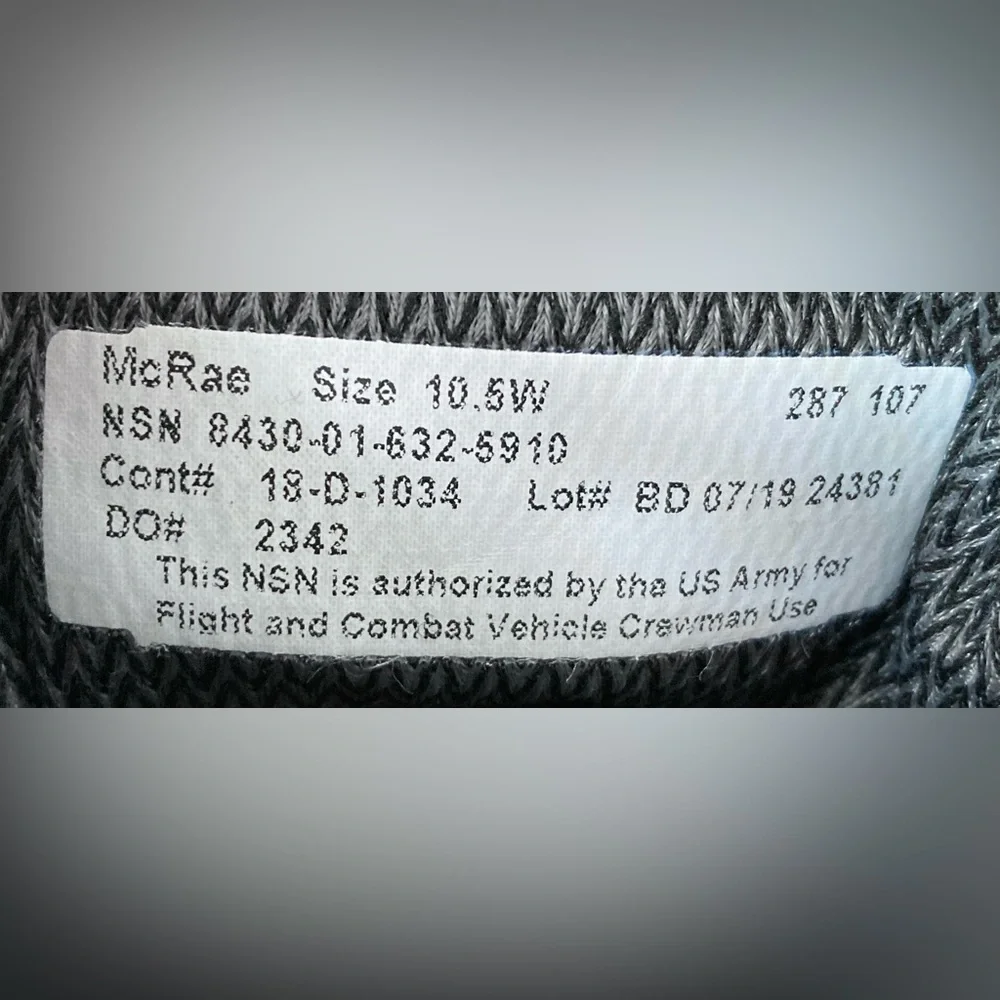 McRae Size 10.5W 287 107
NSN 8430-01-632-5910
Cont# 18-D-1034 Lot# BD 07/19 24381
DO# 2342
This NSN is authorized by the US Army for
Flight and Combat Vehicle Crewman Use